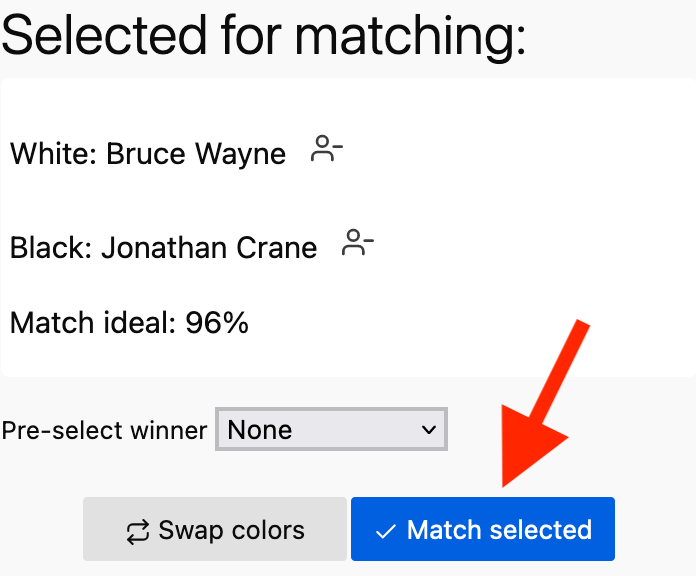 Selected for matching:
White: Bruce Wayne
Black: Jonathan Crane
Match ideal: 96%
Pre-select winner None
Swap colors Match selected